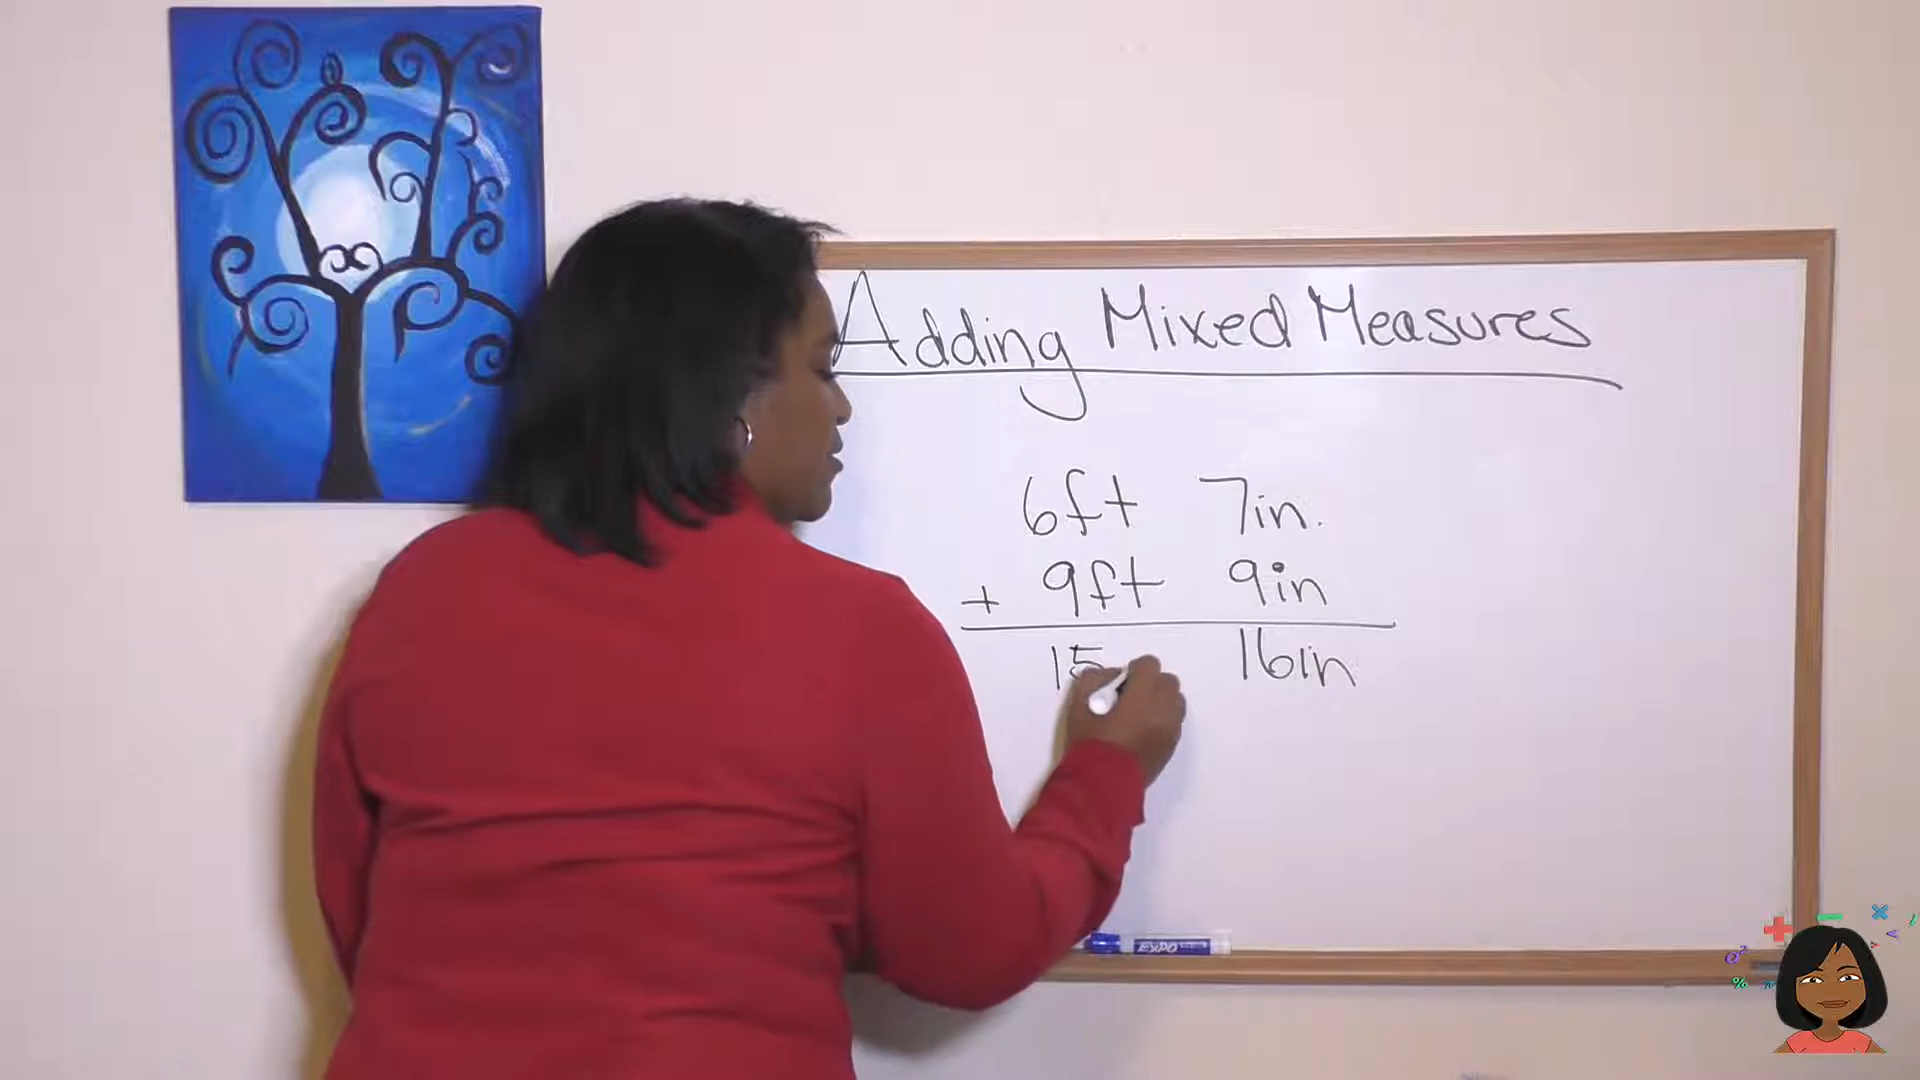 Adding Mixed Measures
6ft 7in.
+ 9ft 9in
15 16in
EXPO